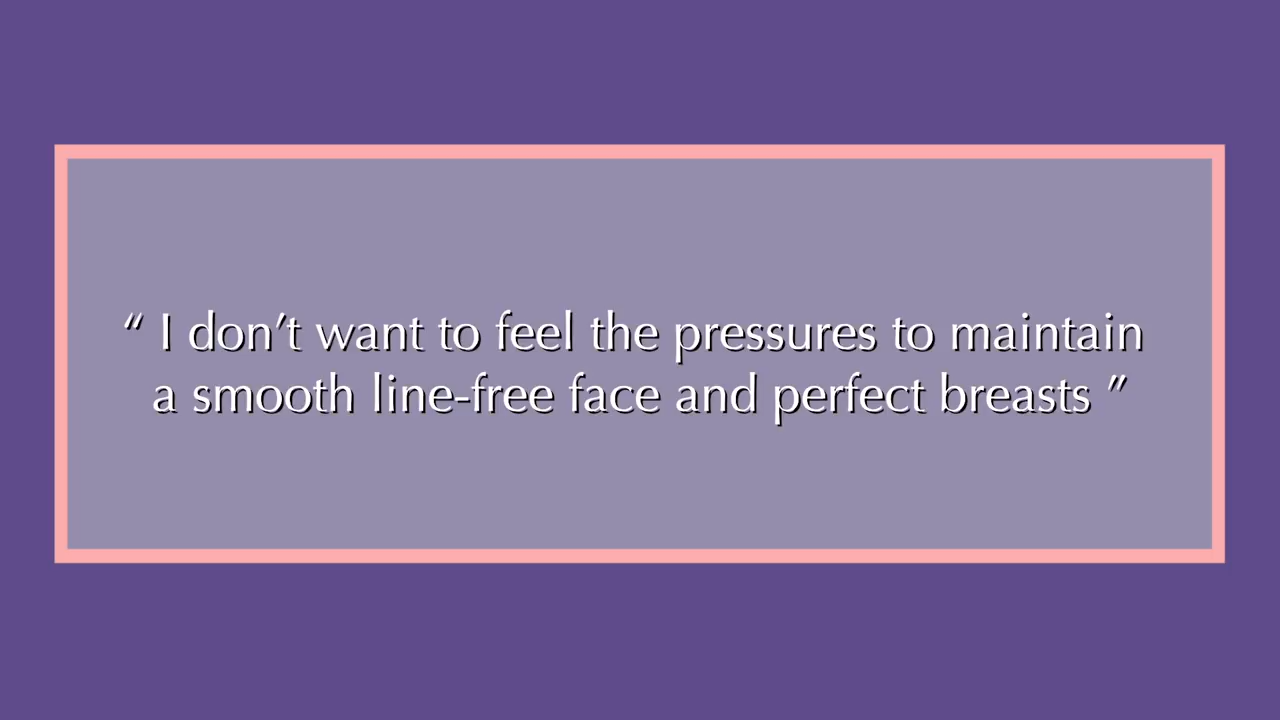 “ I don’t want to feel the pressures to maintain
a smooth line-free face and perfect breasts ”